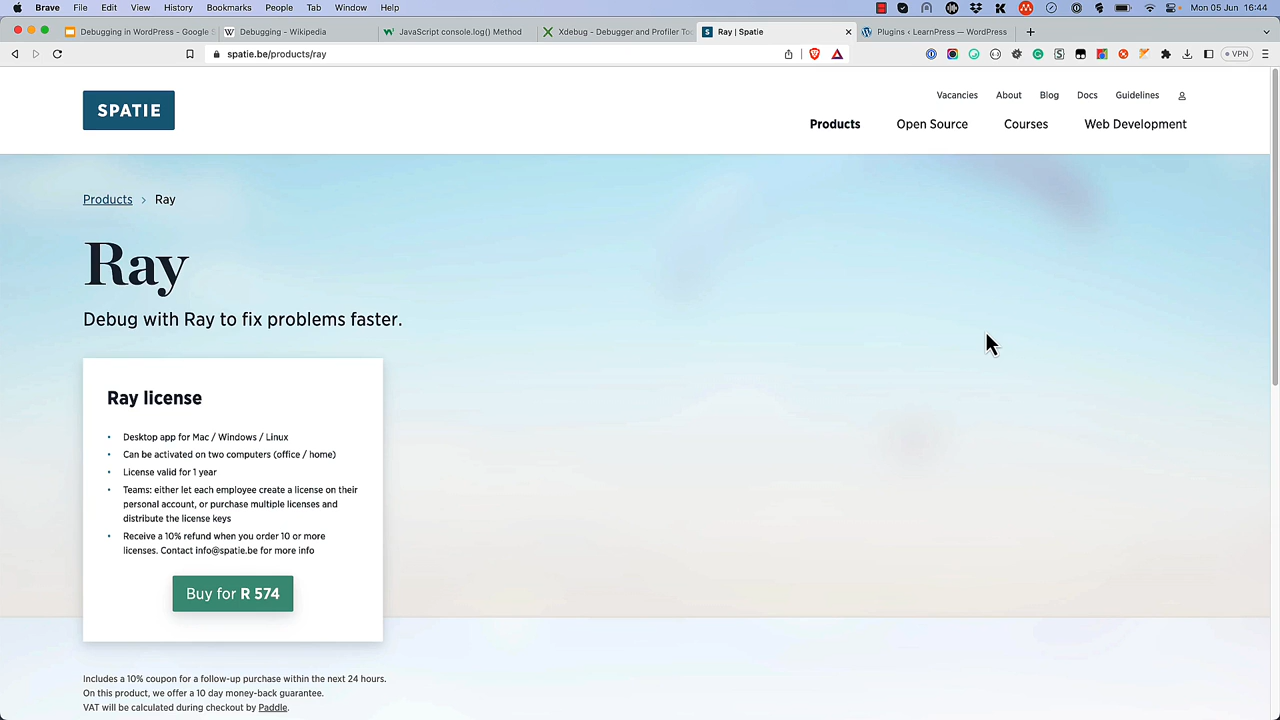 Brave File Edit View History Bookmarks People Tab Window Help Mon 05 Jun 16:44
Debugging in WordPress - Google S Debugging - Wikipedia JavaScript console.log() Method Xdebug - Debugger and Profiler To Ray | Spatie Plugins ‹ LearnPress — WordPress
spatie.be/products/ray VPN
Vacancies About Blog Docs Guidelines
SPATIE
Products Open Source Courses Web Development
Products > Ray
Ray
Debug with Ray to fix problems faster.
Ray license
• Desktop app for Mac / Windows / Linux
• Can be activated on two computers (office / home)
• License valid for 1 year
• Teams: either let each employee create a license on their
personal account, or purchase multiple licenses and
distribute the license keys
• Receive a 10% refund when you order 10 or more
licenses. Contact info@spatie.be for more info
Buy for R 574
Includes a 10% coupon for a follow-up purchase within the next 24 hours.
On this product, we offer a 10 day money-back guarantee.
VAT will be calculated during checkout by Paddle.